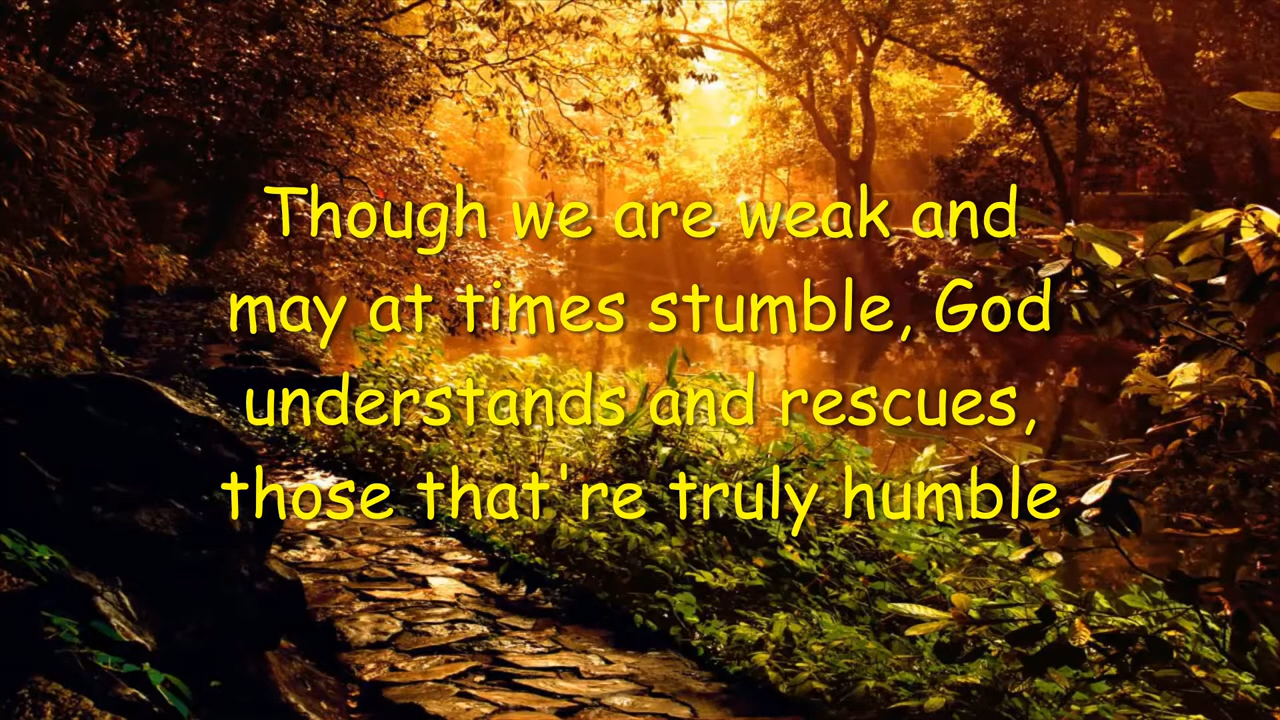 Though we are weak and
may at times stumble, God
understands and rescues,
those that're truly humble